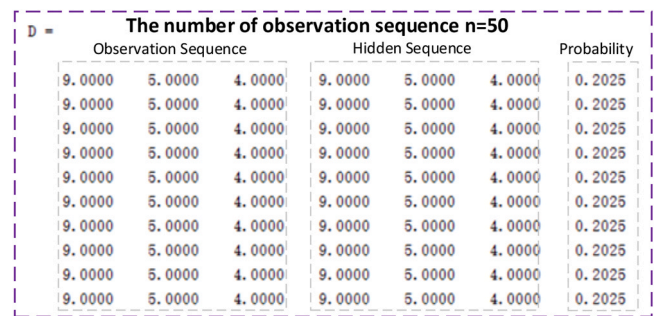 The number of observation sequence n=50
D =
Observation Sequence Hidden Sequence Probability
9.0000 5.0000 4.0000 9.0000 5.0000 4.0000 0.2025
9.0000 5.0000 4.0000 9.0000 5.0000 4.0000 0.2025
9.0000 5.0000 4.0000 9.0000 5.0000 4.0000 0.2025
9.0000 5.0000 4.0000 9.0000 5.0000 4.0000 0.2025
9.0000 5.0000 4.0000 9.0000 5.0000 4.0000 0.2025
9.0000 5.0000 4.0000 9.0000 5.0000 4.0000 0.2025
9.0000 5.0000 4.0000 9.0000 5.0000 4.0000 0.2025
9.0000 5.0000 4.0000 9.0000 5.0000 4.0000 0.2025
9.0000 5.0000 4.0000 9.0000 5.0000 4.0000 0.2025
9.0000 5.0000 4.0000 9.0000 5.0000 4.0000 0.2025